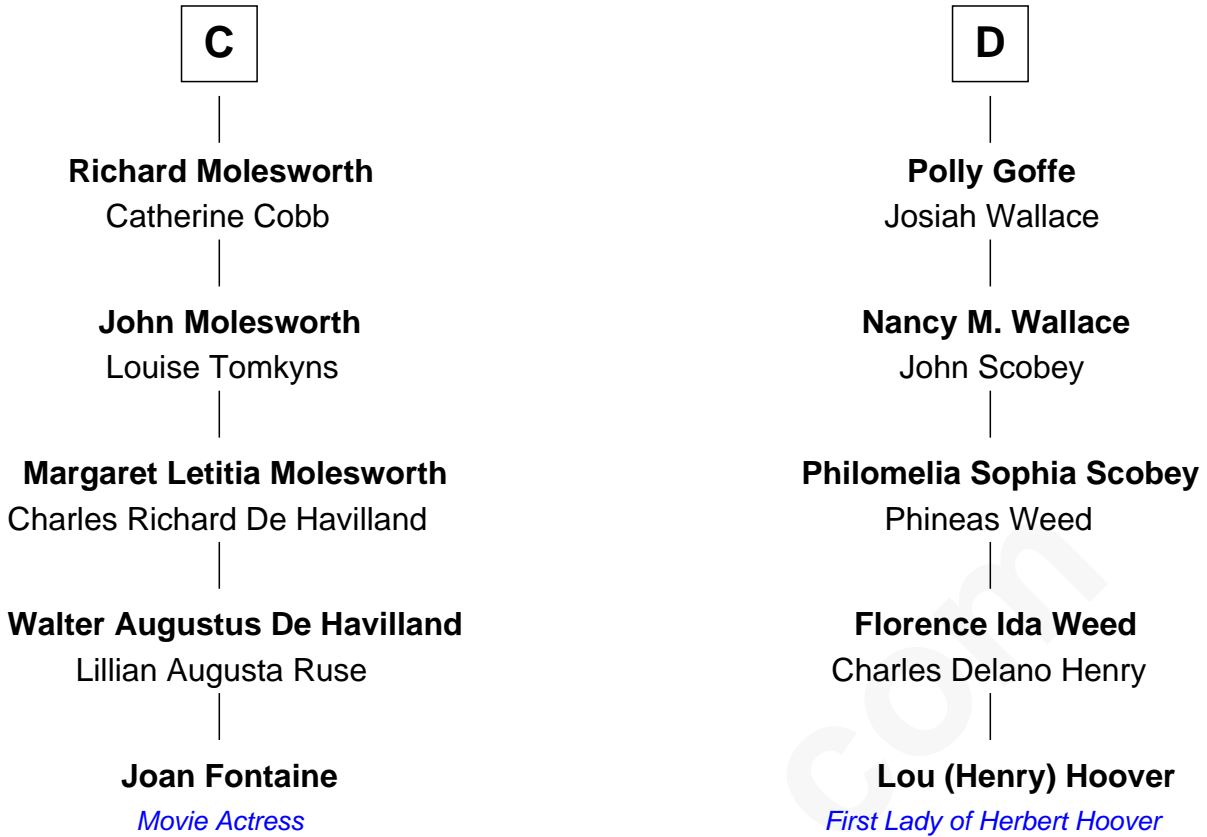 C
Richard Molesworth
Catherine Cobb
John Molesworth
Louise Tomkyns
Margaret Letitia Molesworth
Charles Richard De Havilland
Walter Augustus De Havilland
Lillian Augusta Ruse
Joan Fontaine
Movie Actress
D
Polly Goffe
Josiah Wallace
Nancy M. Wallace
John Scobey
Philomelia Sophia Scobey
Phineas Weed
Florence Ida Weed
Charles Delano Henry
Lou (Henry) Hoover
First Lady of Herbert Hoover
com